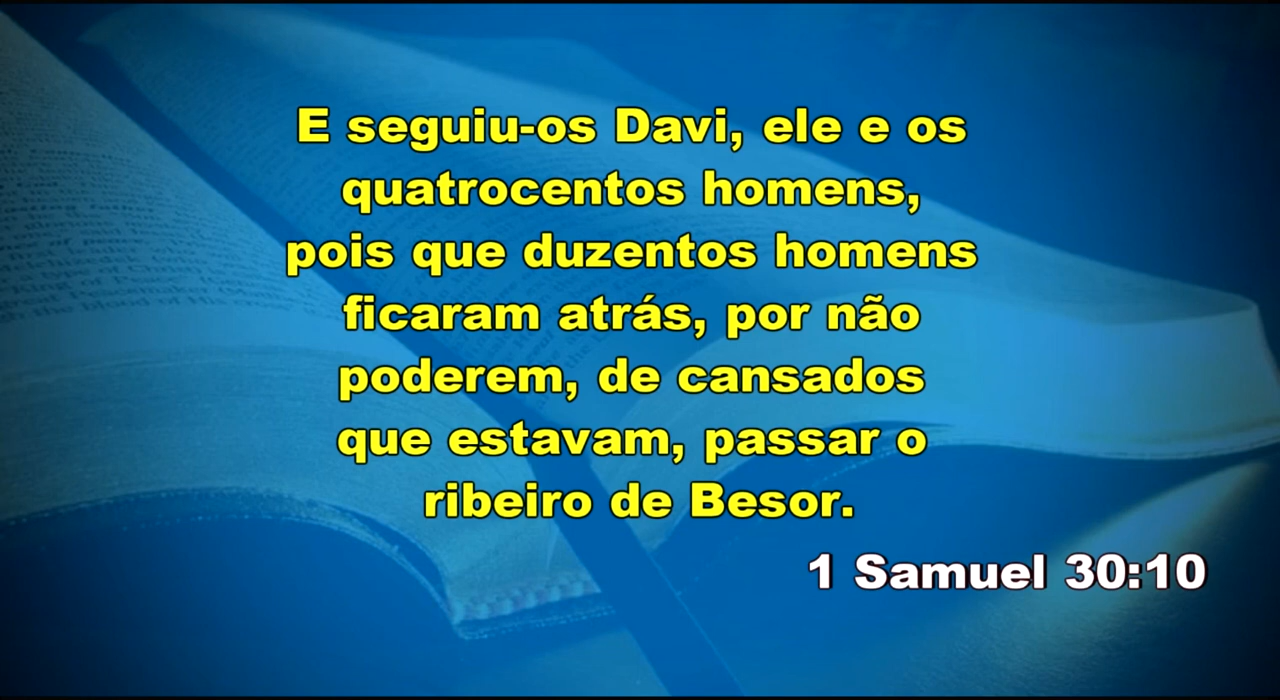 E seguiu-os Davi, ele e os
quatrocentos homens,
pois que duzentos homens
ficaram atrás, por não
poderem, de cansados
que estavam, passar o
ribeiro de Besor.
1 Samuel 30:10